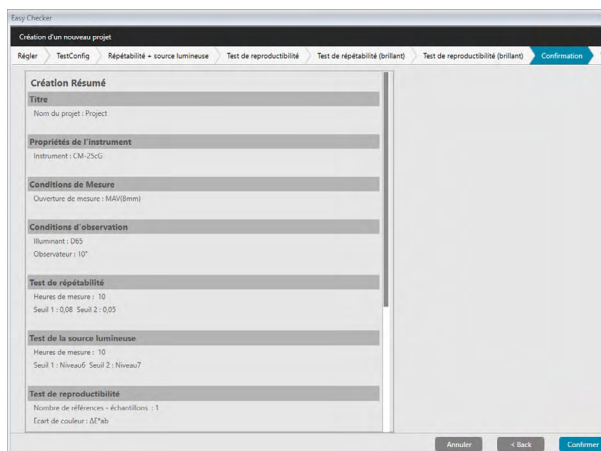 Easy Checker
Création d'un nouveau projet
Régler TestConfig Répétabilité + source lumineuse Test de reproductibilité Test de répétabilité (brillant) Test de reproductibilité (brillant) Confirmation
Création Résumé
Titre
Nom du projet : Project
Propriétés de l'instrument
Instrument : CM-25cG
Conditions de Mesure
Ouverture de mesure : MAV(8mm)
Conditions d'observation
Illuminant : D65
Observateur : 10°
Test de répétabilité
Heures de mesure : 10
Seuil 1 : 0,08 Seuil 2 : 0,05
Test de la source lumineuse
Heures de mesure : 10
Seuil 1 : Niveau6 Seuil 2 : Niveau7
Test de reproductibilité
Nombre de références - échantillons : 1
Ecart de couleur : ΔE*ab
Annuler < Back Confirmer